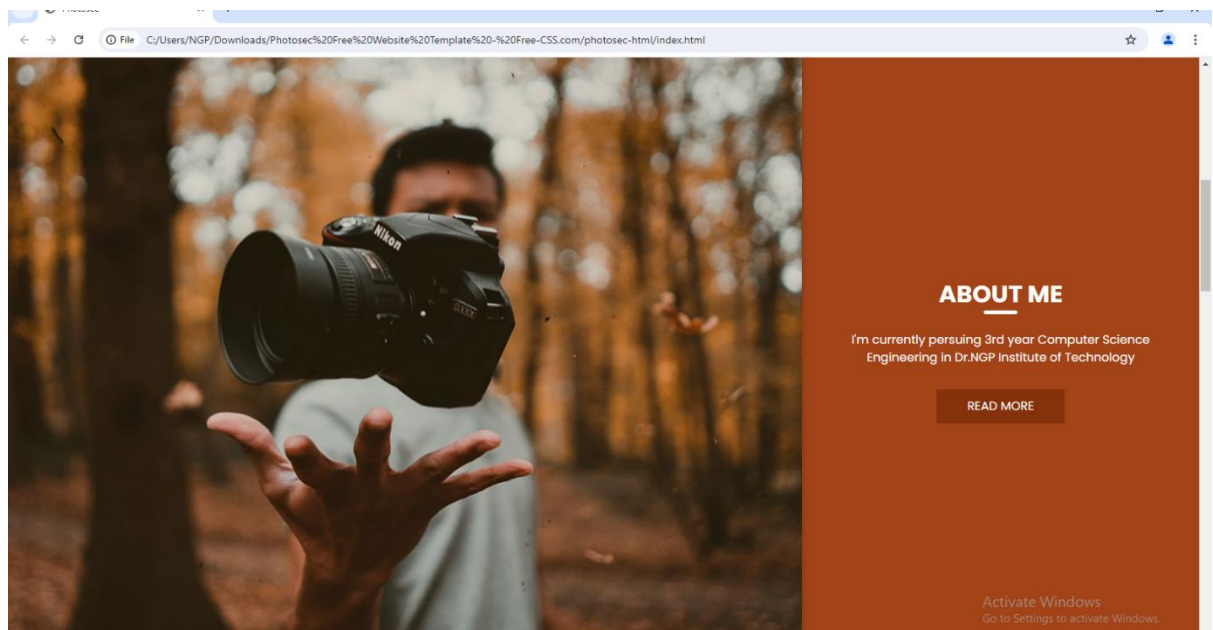 Photosec
File
C:/Users/NGP/Downloads/Photosec%20Free%20Website%20Template%20-%20Free-CSS.com/photosec-html/index.html
Nikon
ABOUT ME
I'm currently persuing 3rd year Computer Science
Engineering in Dr.NGP Institute of Technology
READ MORE
Activate Windows
Go to Settings to activate Windows.